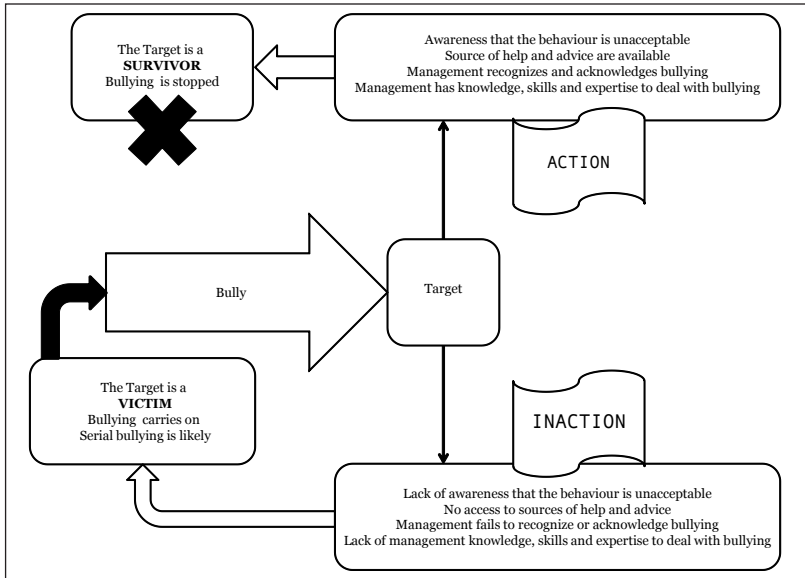 The Target is a
SURVIVOR
Bullying is stopped
Awareness that the behaviour is unacceptable
Source of help and advice are available
Management recognizes and acknowledges bullying
Management has knowledge, skills and expertise to deal with bullying
ACTION
Bully
Target
The Target is a
VICTIM
Bullying carries on
Serial bullying is likely
INACTION
Lack of awareness that the behaviour is unacceptable
No access to sources of help and advice
Management fails to recognize or acknowledge bullying
Lack of management knowledge, skills and expertise to deal with bullying